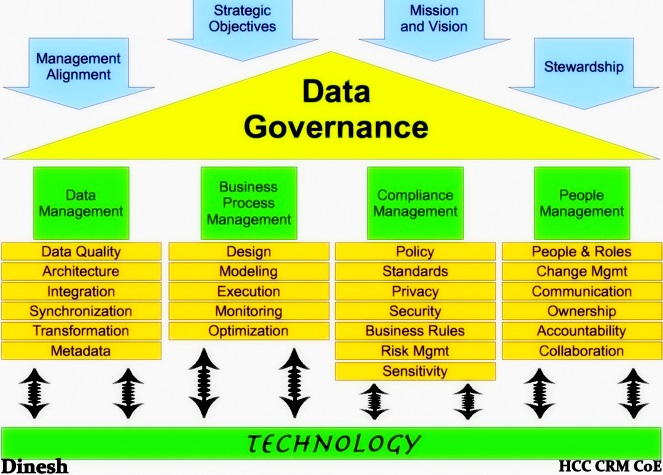 Strategic
Objectives
Mission
and Vision
Management
Alignment
Stewardship
Data
Governance
Data
Management
Business
Process
Management
Compliance
Management
People
Management
Data Quality
Architecture
Integration
Synchronization
Transformation
Metadata
Design
Modeling
Execution
Monitoring
Optimization
Policy
Standards
Privacy
Security
Business Rules
Risk Mgmt
Sensitivity
People & Roles
Change Mgmt
Communication
Ownership
Accountability
Collaboration
TECHNOLOGY
Dinesh
HCC CRM CoE